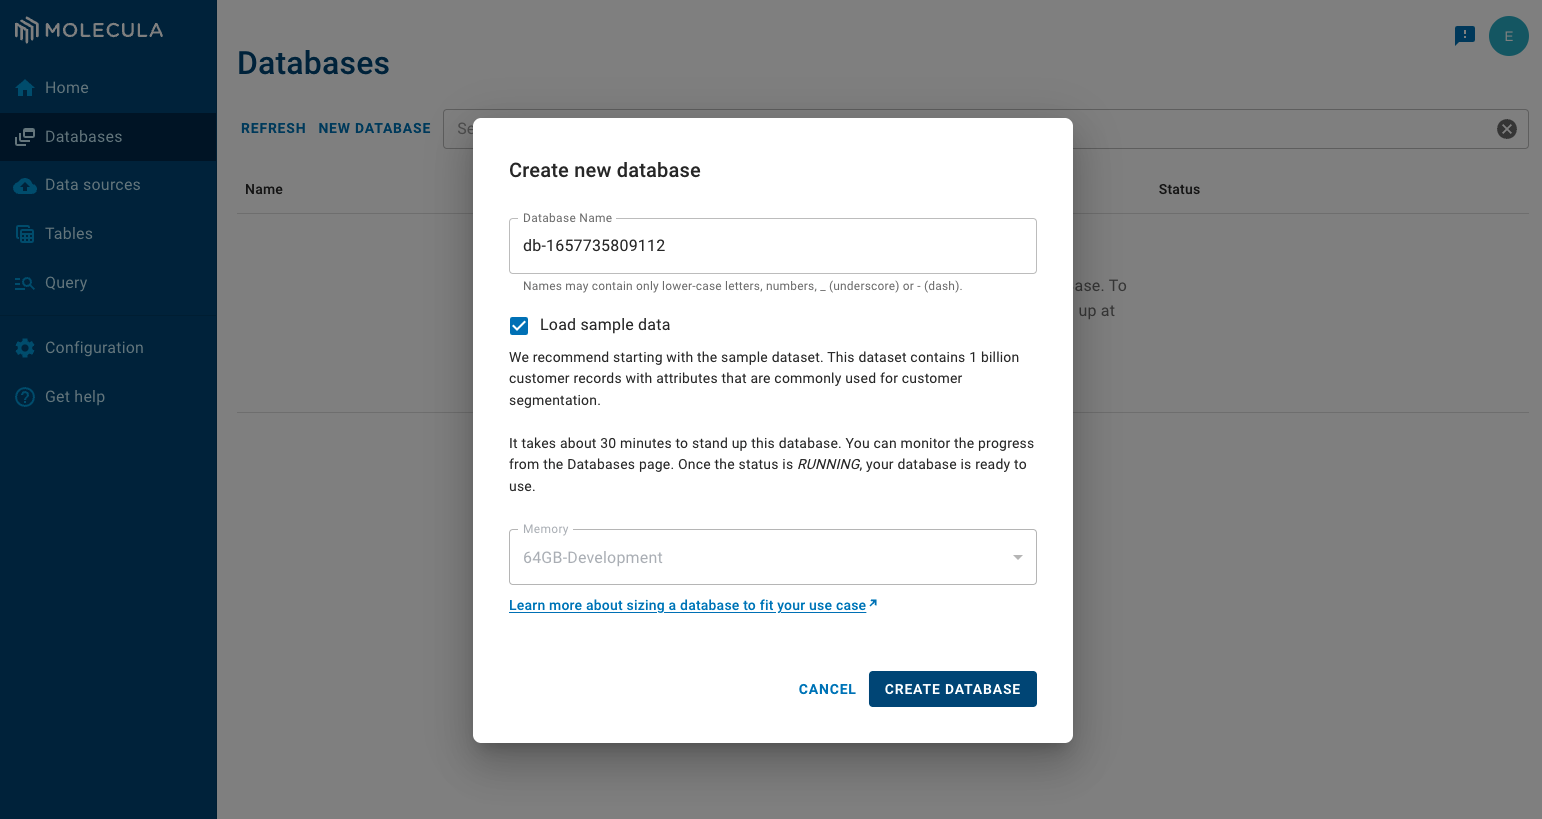 MOLECULA
Home
Databases
Data sources
Tables
Query
Configuration
Get help
Databases
E
REFRESH NEW DATABASE
Name
Status
ase. To
up at
Create new database
Database Name
db-1657735809112
Names may contain only lower-case letters, numbers, _ (underscore) or - (dash).
Load sample data
We recommend starting with the sample dataset. This dataset contains 1 billion
customer records with attributes that are commonly used for customer
segmentation.
It takes about 30 minutes to stand up this database. You can monitor the progress
from the Databases page. Once the status is RUNNING, your database is ready to
use.
Memory
64GB-Development
Learn more about sizing a database to fit your use case
CANCEL CREATE DATABASE